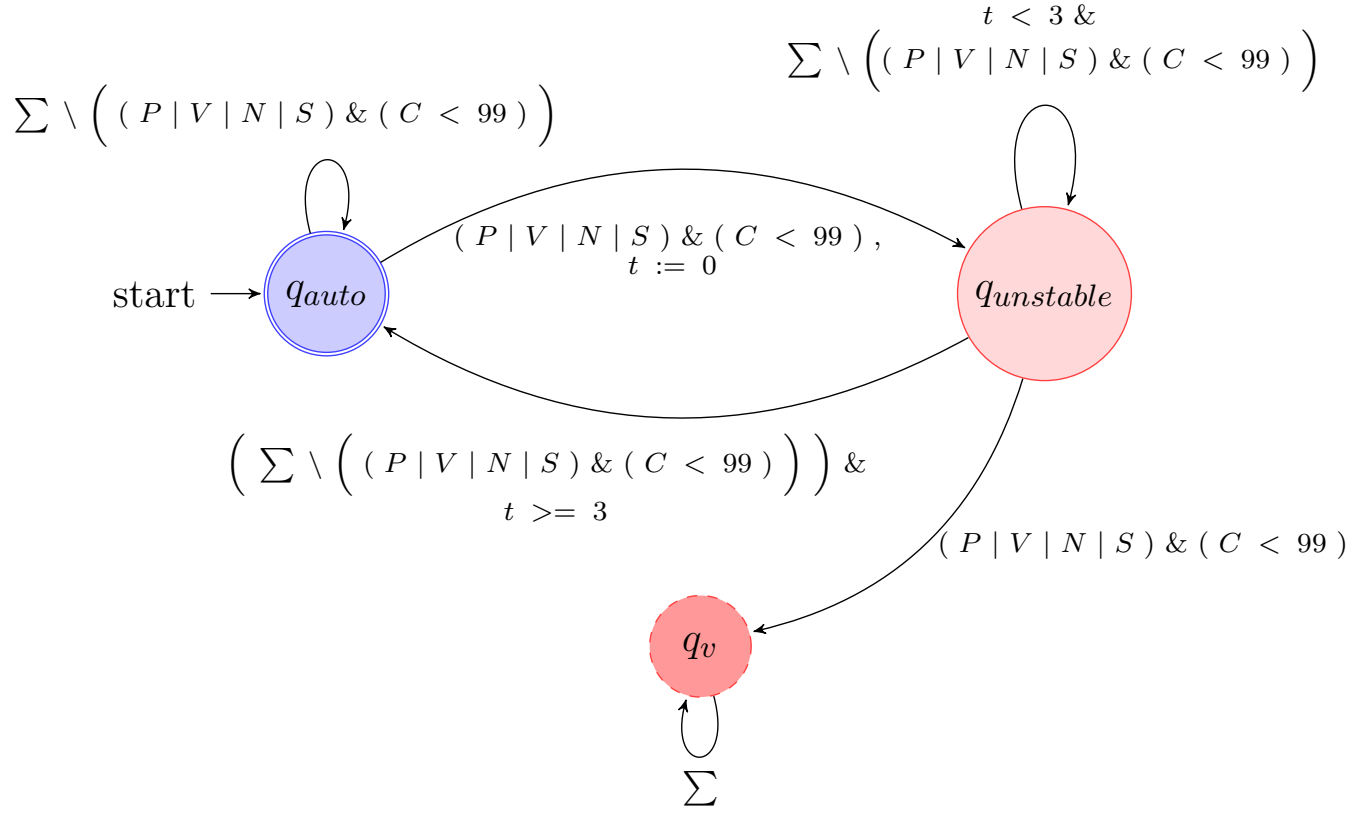 t < 3 &
∑ \ ( ( P | V | N | S ) & ( C < 99 ) )
∑ \ ( ( P | V | N | S ) & ( C < 99 ) )
( P | V | N | S ) & ( C < 99 ) ,
t := 0
start
q_auto
q_unstable
( ∑ \ ( ( P | V | N | S ) & ( C < 99 ) ) ) &
t >= 3
( P | V | N | S ) & ( C < 99 )
q_v
∑